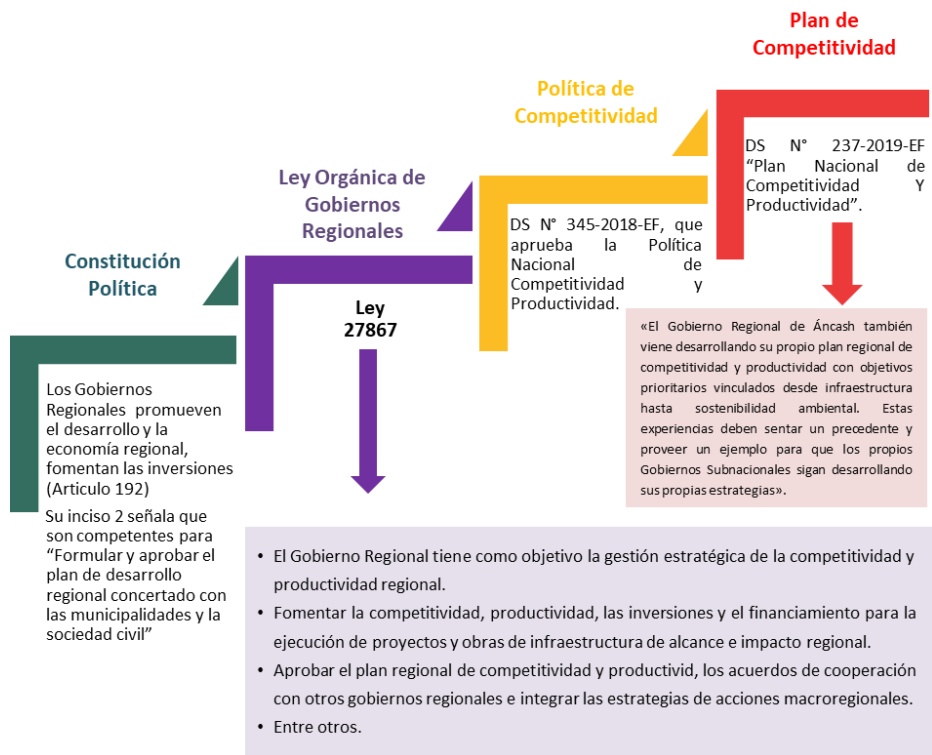 Constitución
Política
Los Gobiernos
Regionales promueven
el desarrollo y la
economía regional,
fomentan las inversiones
(Articulo 192)
Su inciso 2 señala que
son competentes para
“Formular y aprobar el
plan de desarrollo
regional concertado con
las municipalidades y la
sociedad civil”
Ley Orgánica de
Gobiernos
Regionales
Ley
27867
• El Gobierno Regional tiene como objetivo la gestión estratégica de la competitividad y
productividad regional.
• Fomentar la competitividad, productividad, las inversiones y el financiamiento para la
ejecución de proyectos y obras de infraestructura de alcance e impacto regional.
• Aprobar el plan regional de competitividad y productivid, los acuerdos de cooperación
con otros gobiernos regionales e integrar las estrategias de acciones macroregionales.
• Entre otros.
Política de
Competitividad
DS N° 345-2018-EF, que
aprueba la Política
Nacional de
Competitividad y
Productividad.
Plan de
Competitividad
DS N° 237-2019-EF
“Plan Nacional de
Competitividad Y
Productividad”.
«El Gobierno Regional de Áncash también
viene desarrollando su propio plan regional de
competitividad y productividad con objetivos
prioritarios vinculados desde infraestructura
hasta sostenibilidad ambiental. Estas
experiencias deben sentar un precedente y
proveer un ejemplo para que los propios
Gobiernos Subnacionales sigan desarrollando
sus propias estrategias».